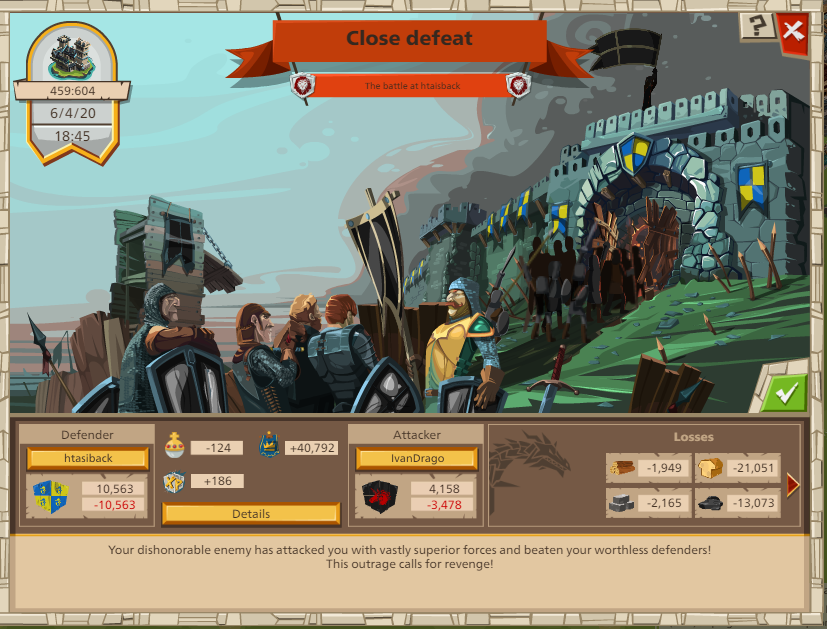 Close defeat
?
The battle at htaisback
459:604
6/4/20
18:45
Defender
htasiback
10,563
-10,563
-124
+40,792
+186
Details
Attacker
IvanDrago
4,158
-3,478
Losses
-1,949
-21,051
-2,165
-13,073
Your dishonorable enemy has attacked you with vastly superior forces and beaten your worthless defenders!
This outrage calls for revenge!